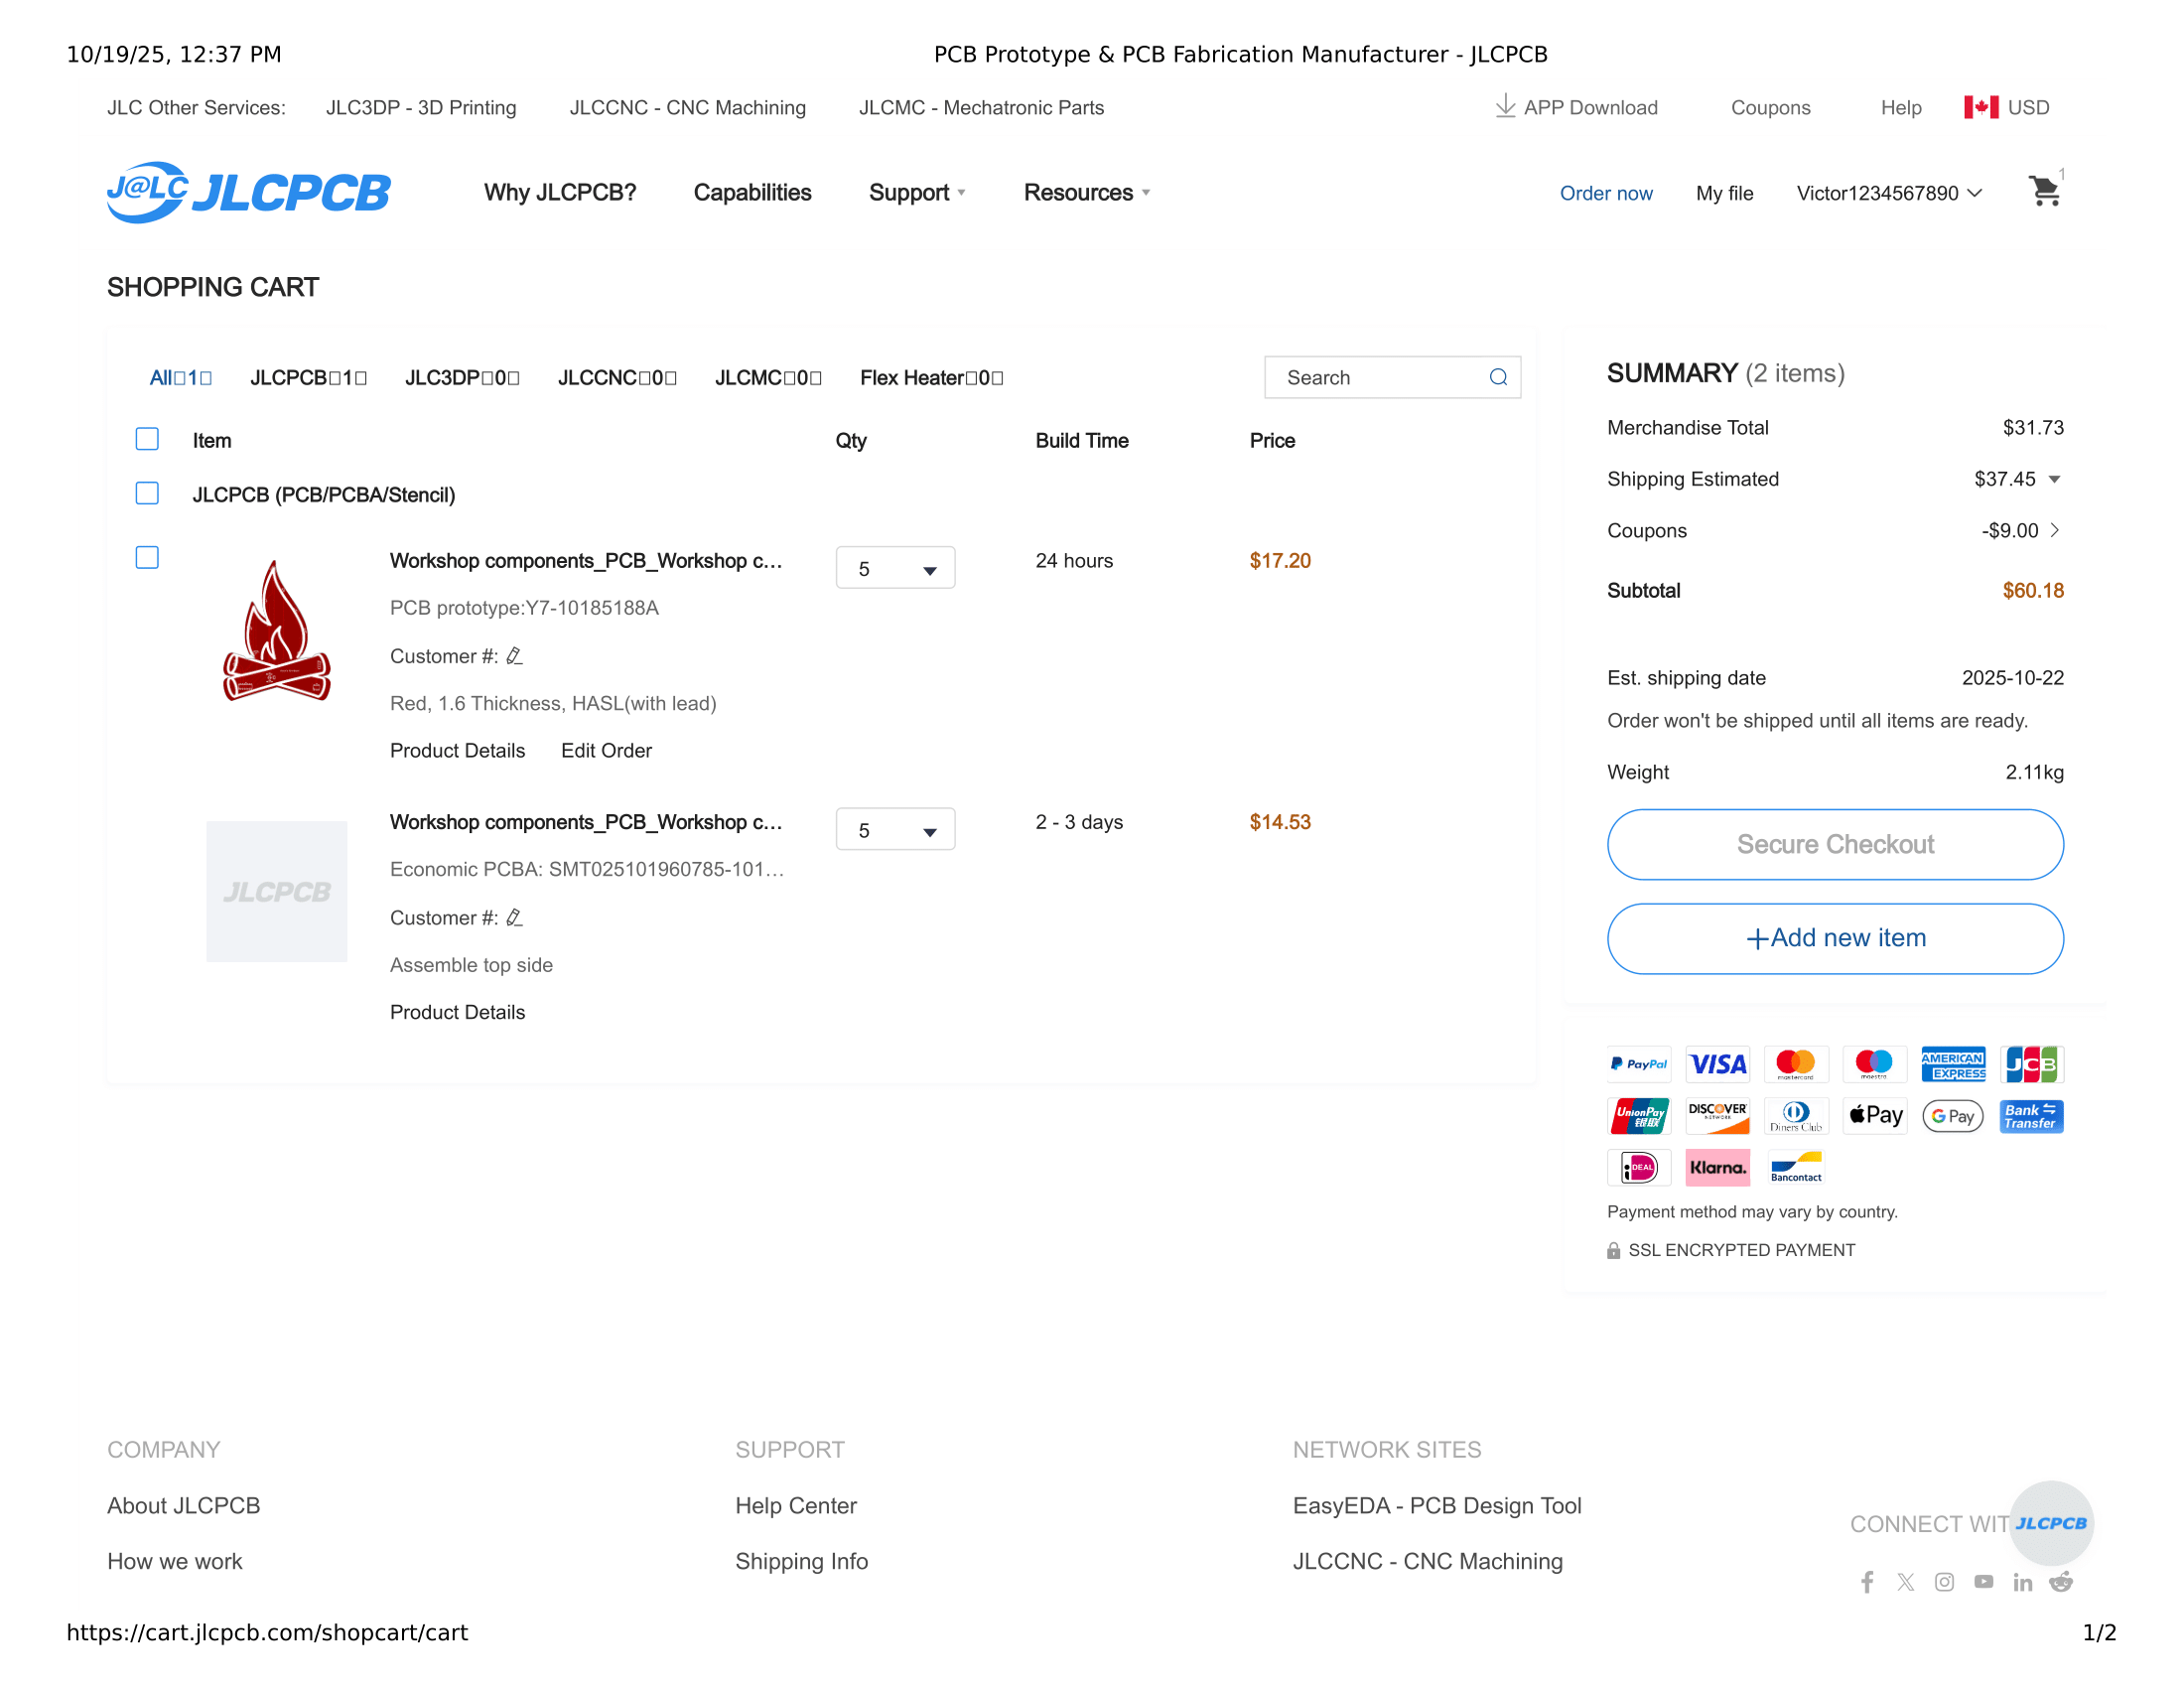 10/19/25, 12:37 PM PCB Prototype & PCB Fabrication Manufacturer - JLCPCB
JLC Other Services: JLC3DP - 3D Printing JLCCNC - CNC Machining JLCMC - Mechatronic Parts APP Download Coupons Help USD
J@LC JLCPCB Why JLCPCB? Capabilities Support Resources Order now My file Victor1234567890 1
SHOPPING CART
All□1□ JLCPCB□1□ JLC3DP□0□ JLCCNC□0□ JLCMC□0□ Flex Heater□0□ Search
Item Qty Build Time Price
JLCPCB (PCB/PCBA/Stencil)
Workshop components_PCB_Workshop c... 5 24 hours $17.20
PCB prototype:Y7-10185188A
Customer #:
Red, 1.6 Thickness, HASL(with lead)
Product Details Edit Order
Workshop components_PCB_Workshop c... 5 2 - 3 days $14.53
Economic PCBA: SMT025101960785-101...
JLCPCB
Customer #:
Assemble top side
Product Details
SUMMARY (2 items)
Merchandise Total $31.73
Shipping Estimated $37.45
Coupons -$9.00
Subtotal $60.18
Est. shipping date 2025-10-22
Order won't be shipped until all items are ready.
Weight 2.11kg
Secure Checkout
+Add new item
PayPal VISA mastercard maestro AMERICAN EXPRESS JCB
UnionPay 银联 DISCOVER NETWORK Diners Club Pay G Pay Bank Transfer
iDEAL Klarna. Bancontact
Payment method may vary by country.
SSL ENCRYPTED PAYMENT
COMPANY SUPPORT NETWORK SITES
About JLCPCB Help Center EasyEDA - PCB Design Tool
CONNECT WIT JLCPCB
How we work Shipping Info JLCCNC - CNC Machining
https://cart.jlcpcb.com/shopcart/cart 1/2